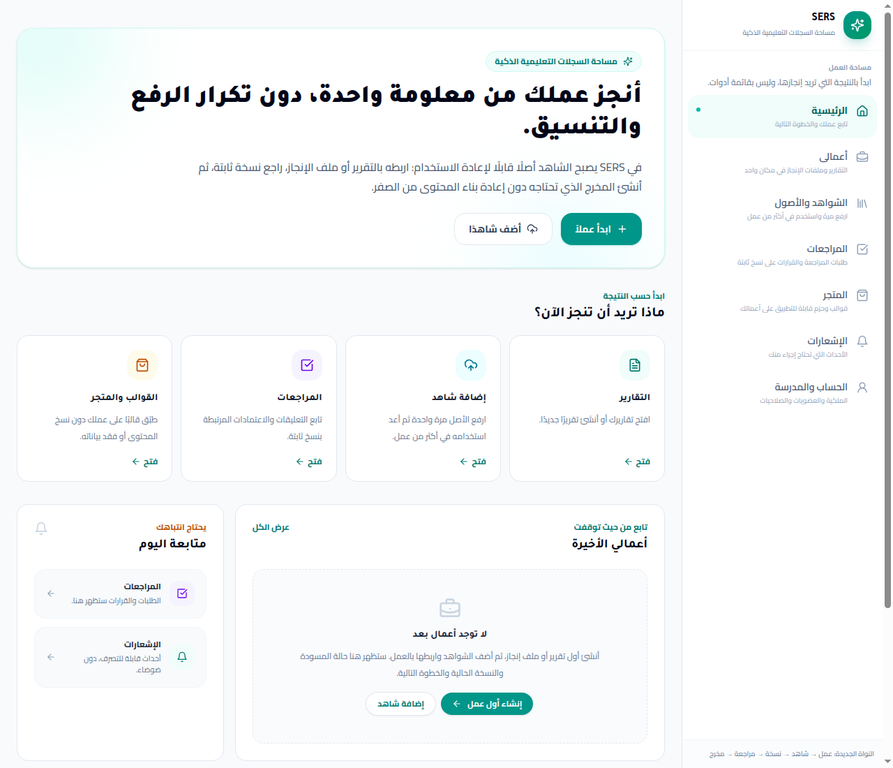 SERS
مساحة السجلات التعليمية الذكية
مساحة العمل
ابدأ بالنتيجة التي تريد إنجازها، وليس بقائمة أدوات.
الرئيسية
تابع عملك والخطوة التالية
أعمالي
التقارير وملفات الإنجاز في مكان واحد
الشواهد والأصول
ارفع مرة واستخدم في أكثر من عمل
المراجعات
طلبات المراجعة والقرارات على نسخ ثابتة
المتجر
قوالب وحزم قابلة للتطبيق على أعمالك
الإشعارات
الأحداث التي تحتاج إجراء منك
الحساب والمدرسة
الملكية والعضويات والصلاحيات
النواة الجديدة: عمل → شاهد → نسخة → مراجعة → مخرج
مساحة السجلات التعليمية الذكية
أنجز عملك من معلومة واحدة، دون تكرار الرفع
والتنسيق.
في SERS يصبح الشاهد أصلًا قابلًا لإعادة الاستخدام: اربطه بالتقرير أو ملف الإنجاز، راجع نسخة ثابتة، ثم
أنشئ المخرج الذي تحتاجه دون إعادة بناء المحتوى من الصفر.
ابدأ عملًا
أضف شاهدًا
ابدأ حسب النتيجة
ماذا تريد أن تنجز الآن؟
التقارير
افتح تقاريرك أو أنشئ تقريرًا جديدًا.
فتح ←
إضافة شاهد
ارفع الأصل مرة واحدة ثم أعد
استخدامه في أكثر من عمل.
فتح ←
المراجعات
تابع التعليقات والاعتمادات المرتبطة
بنسخ ثابتة.
فتح ←
القوالب والمتجر
طبّق قالبًا على عملك دون نسخ
المحتوى أو فقد بياناته.
فتح ←
تابع من حيث توقفت
أعمالي الأخيرة
عرض الكل
لا توجد أعمال بعد
أنشئ أول تقرير أو ملف إنجاز، ثم أضف الشواهد واربطها بالعمل. ستظهر هنا حالة المسودة
والنسخة الحالية والخطوة التالية.
إنشاء أول عمل ←
إضافة شاهد
يحتاج انتباهك
متابعة اليوم
المراجعات
الطلبات والقرارات ستظهر هنا.
الإشعارات
أحداث قابلة للتصرف، دون
ضوضاء.